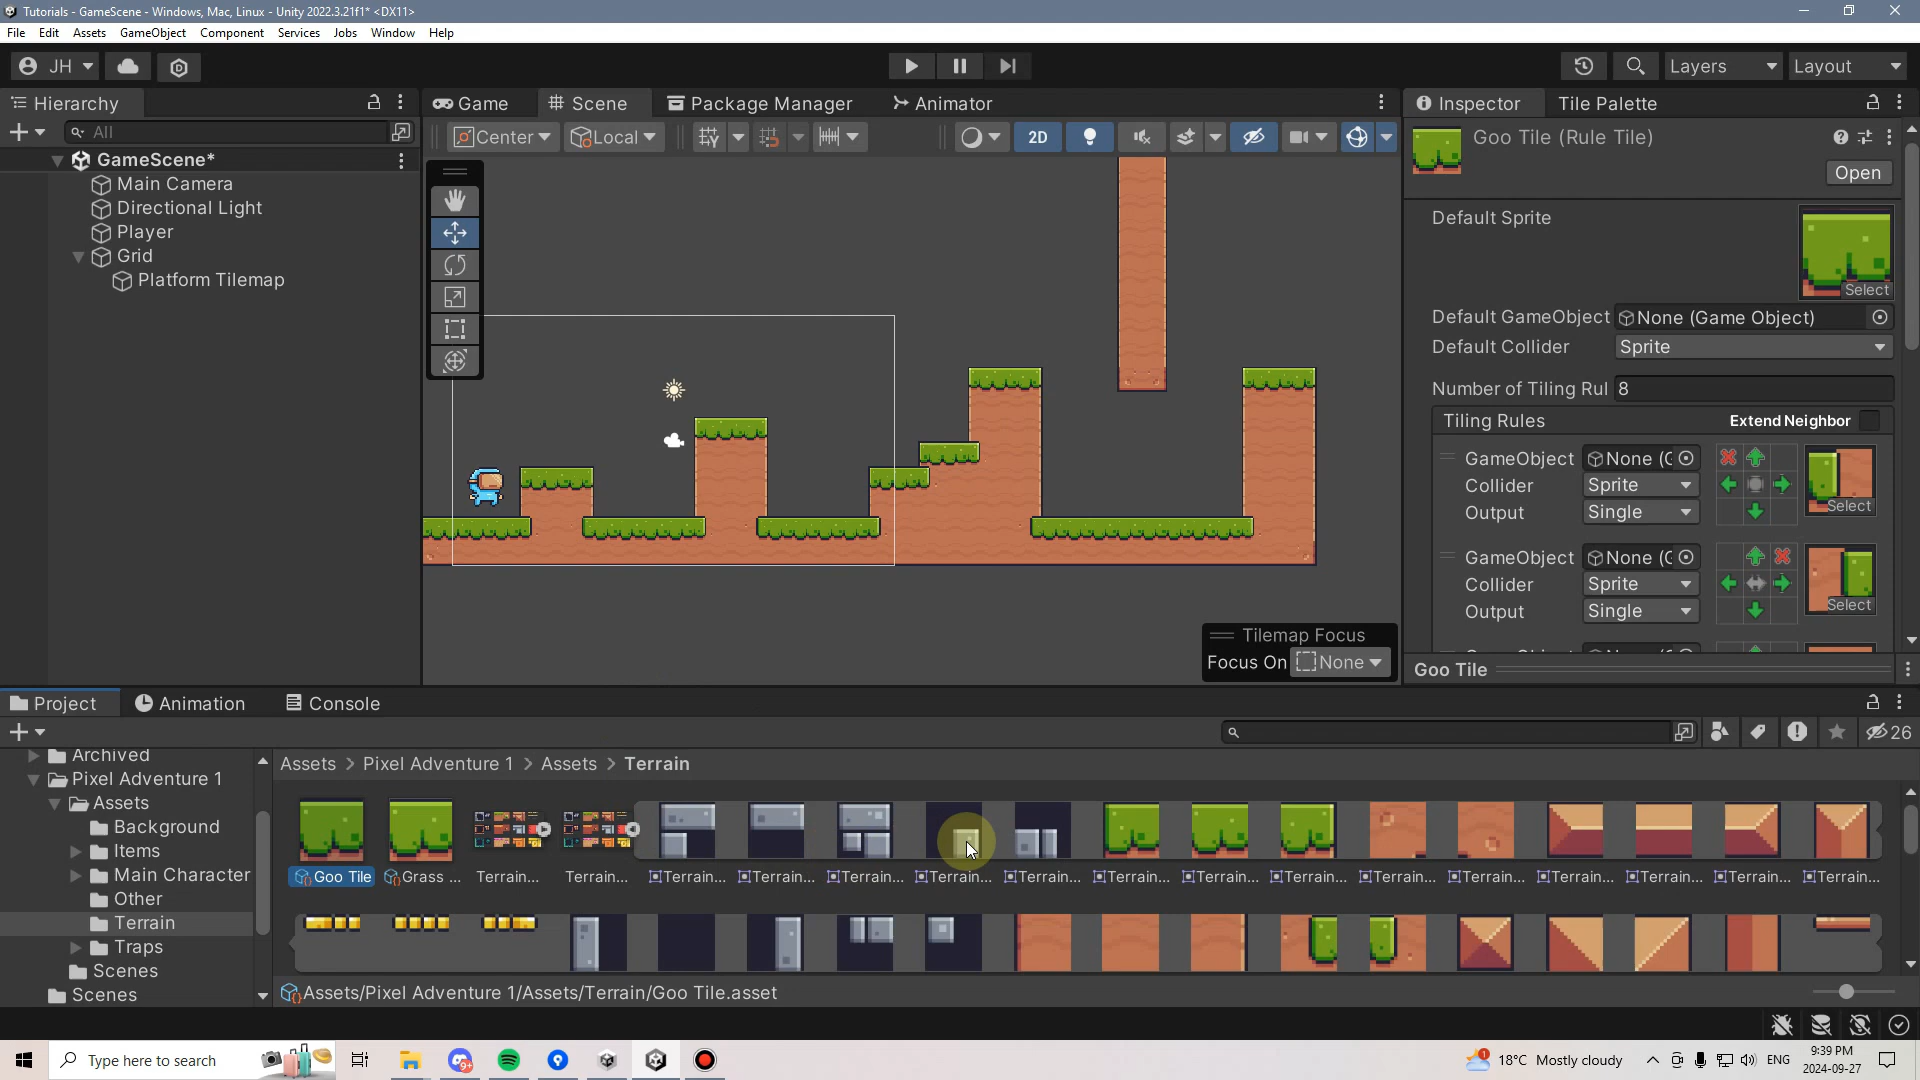 Tutorials - GameScene - Windows, Mac, Linux - Unity 2022.3.21f1* <DX11>
File Edit Assets GameObject Component Services Jobs Window Help
JH
Layers Layout
Hierarchy
All
GameScene*
Main Camera
Directional Light
Player
Grid
Platform Tilemap
Game Scene Package Manager Animator
Center Local 2D
Tilemap Focus
Focus On None
Inspector Tile Palette
Goo Tile (Rule Tile)
Open
Default Sprite
Select
Default GameObject None (Game Object)
Default Collider Sprite
Number of Tiling Rul 8
Tiling Rules Extend Neighbor
GameObject None (G
Collider Sprite
Output Single
Select
GameObject None (G
Collider Sprite
Output Single
Select
Goo Tile
Project Animation Console
26
Archived
Pixel Adventure 1
Assets
Background
Items
Main Character
Other
Terrain
Traps
Scenes
Scenes
Assets > Pixel Adventure 1 > Assets > Terrain
Goo Tile Grass ... Terrain... Terrain... Terrain... Terrain... Terrain... Terrain... Terrain... Terrain... Terrain... Terrain... Terrain... Terrain... Terrain... Terrain... Terrain... Terrain...
Assets/Pixel Adventure 1/Assets/Terrain/Goo Tile.asset
Type here to search
9+
1
18°C Mostly cloudy
ENG
9:39 PM
2024-09-27